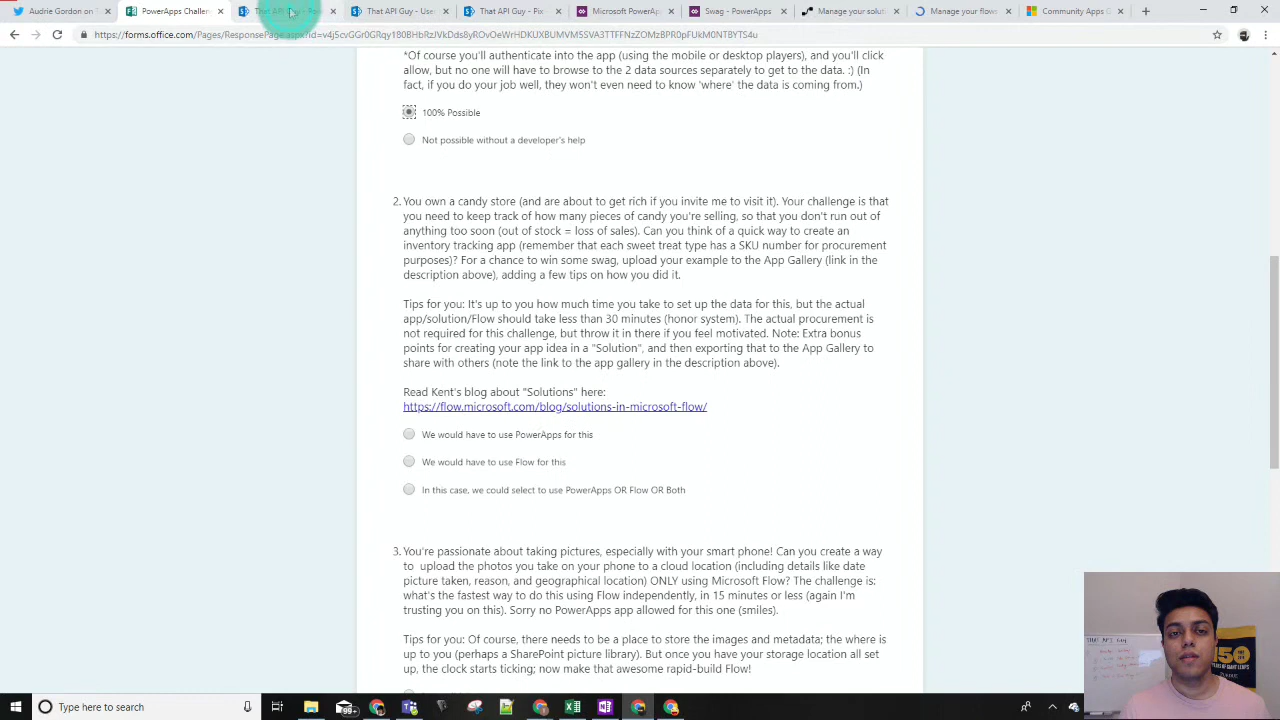 Audrie Gordon on T
PowerApps Challen
That API Guy - Pow
That API Guy - Use
That API Guy - Pix
Microsoft PowerAp
Swag - PowerApps
Manage your solut
Manage your flows
Community Apps G
https://forms.office.com/Pages/ResponsePage.aspx?id=v4j5cvGGr0GRqy180BHbRzJVkDds8yROvOeWrHDKUXBUMVM5SVA3TTFFNzZOMzBPR0pFUkM0NTBYTS4u
*Of course you'll authenticate into the app (using the mobile or desktop players), and you'll click
allow, but no one will have to browse to the 2 data sources separately to get to the data. :) (In
fact, if you do your job well, they won't even need to know 'where' the data is coming from.)
100% Possible
Not possible without a developer's help
2. You own a candy store (and are about to get rich if you invite me to visit it). Your challenge is that
you need to keep track of how many pieces of candy you're selling, so that you don't run out of
anything too soon (out of stock = loss of sales). Can you think of a quick way to create an
inventory tracking app (remember that each sweet treat type has a SKU number for procurement
purposes)? For a chance to win some swag, upload your example to the App Gallery (link in the
description above), adding a few tips on how you did it.
Tips for you: It's up to you how much time you take to set up the data for this, but the actual
app/solution/Flow should take less than 30 minutes (honor system). The actual procurement is
not required for this challenge, but throw it in there if you feel motivated. Note: Extra bonus
points for creating your app idea in a "Solution", and then exporting that to the App Gallery to
share with others (note the link to the app gallery in the description above).
Read Kent's blog about "Solutions" here:
https://flow.microsoft.com/blog/solutions-in-microsoft-flow/
We would have to use PowerApps for this
We would have to use Flow for this
In this case, we could select to use PowerApps OR Flow OR Both
3. You're passionate about taking pictures, especially with your smart phone! Can you create a way
to upload the photos you take on your phone to a cloud location (including details like date
picture taken, reason, and geographical location) ONLY using Microsoft Flow? The challenge is:
what's the fastest way to do this using Flow independently, in 15 minutes or less (again I'm
trusting you on this). Sorry no PowerApps app allowed for this one (smiles).
Tips for you: Of course, there needs to be a place to store the images and metadata; the where is
up to you (perhaps a SharePoint picture library). But once you have your storage location all set
up, the clock starts ticking; now make that awesome rapid-build Flow!
150
YEARS OF GIANT LEAPS
PURDUE
Type here to search
99+